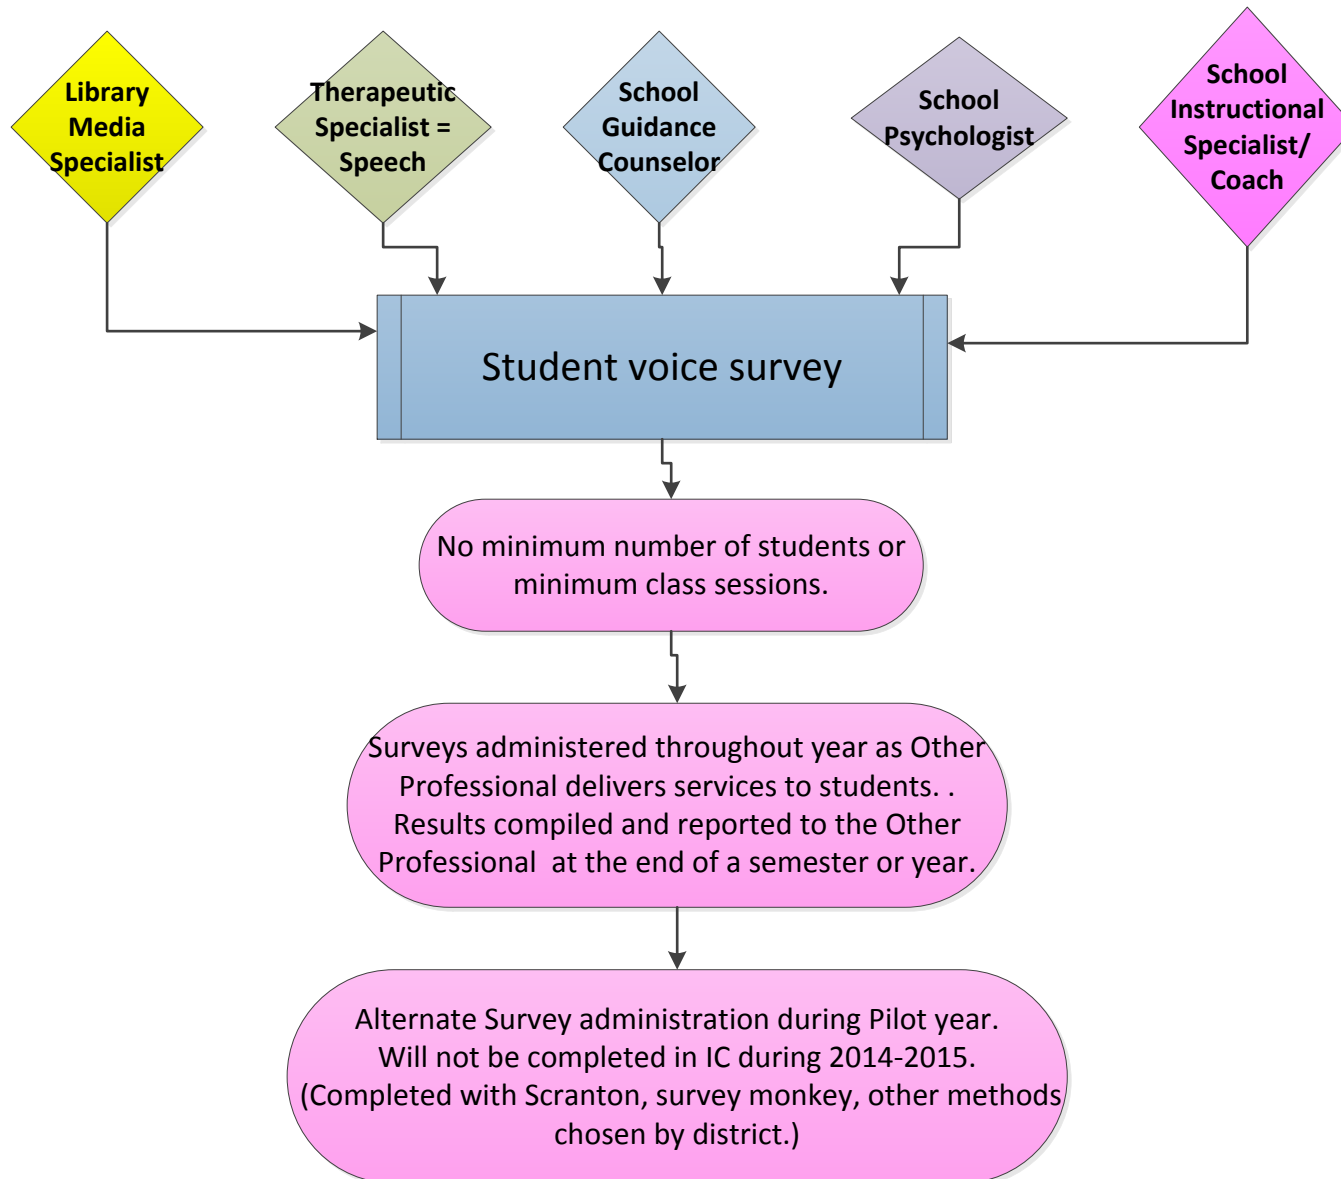 Library
Media
Specialist
Therapeutic
Specialist =
Speech
School
Guidance
Counselor
School
Psychologist
School
Instructional
Specialist/
Coach
Student voice survey
No minimum number of students or
minimum class sessions.
Surveys administered throughout year as Other
Professional delivers services to students. .
Results compiled and reported to the Other
Professional  at the end of a semester or year.
Alternate Survey administration during Pilot year.
Will not be completed in IC during 2014-2015.
(Completed with Scranton, survey monkey, other methods
chosen by district.)